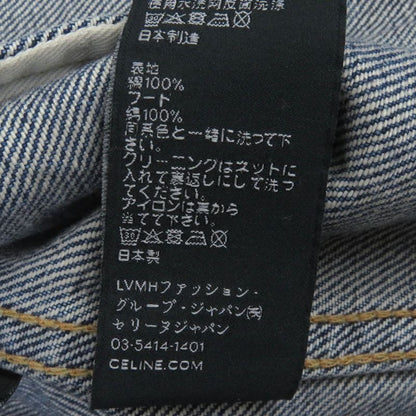 日本制造
表地
綿100%
フード
綿100%
同系色と一緒に洗って下
さい。
クリーニングはネットに
入れて裏返しにして洗っ
てください。
アイロンは裏から
当てて下さい。
日本製
LVMHファッション・
グループ・ジャパン㈱
セリーヌジャパン
03-5414-1401
CELINE.COM